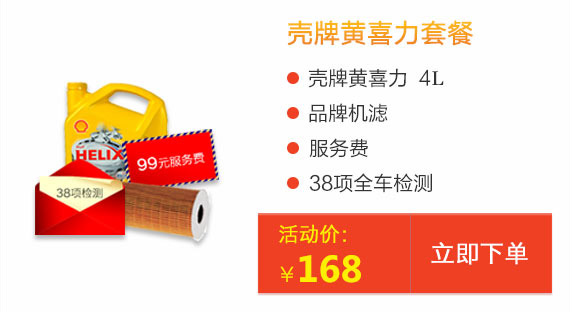 壳牌黄喜力套餐
壳牌黄喜力 4L
品牌机滤
服务费
38项全车检测
HELIX
99元服务费
38项检测
活动价:
¥168
立即下单